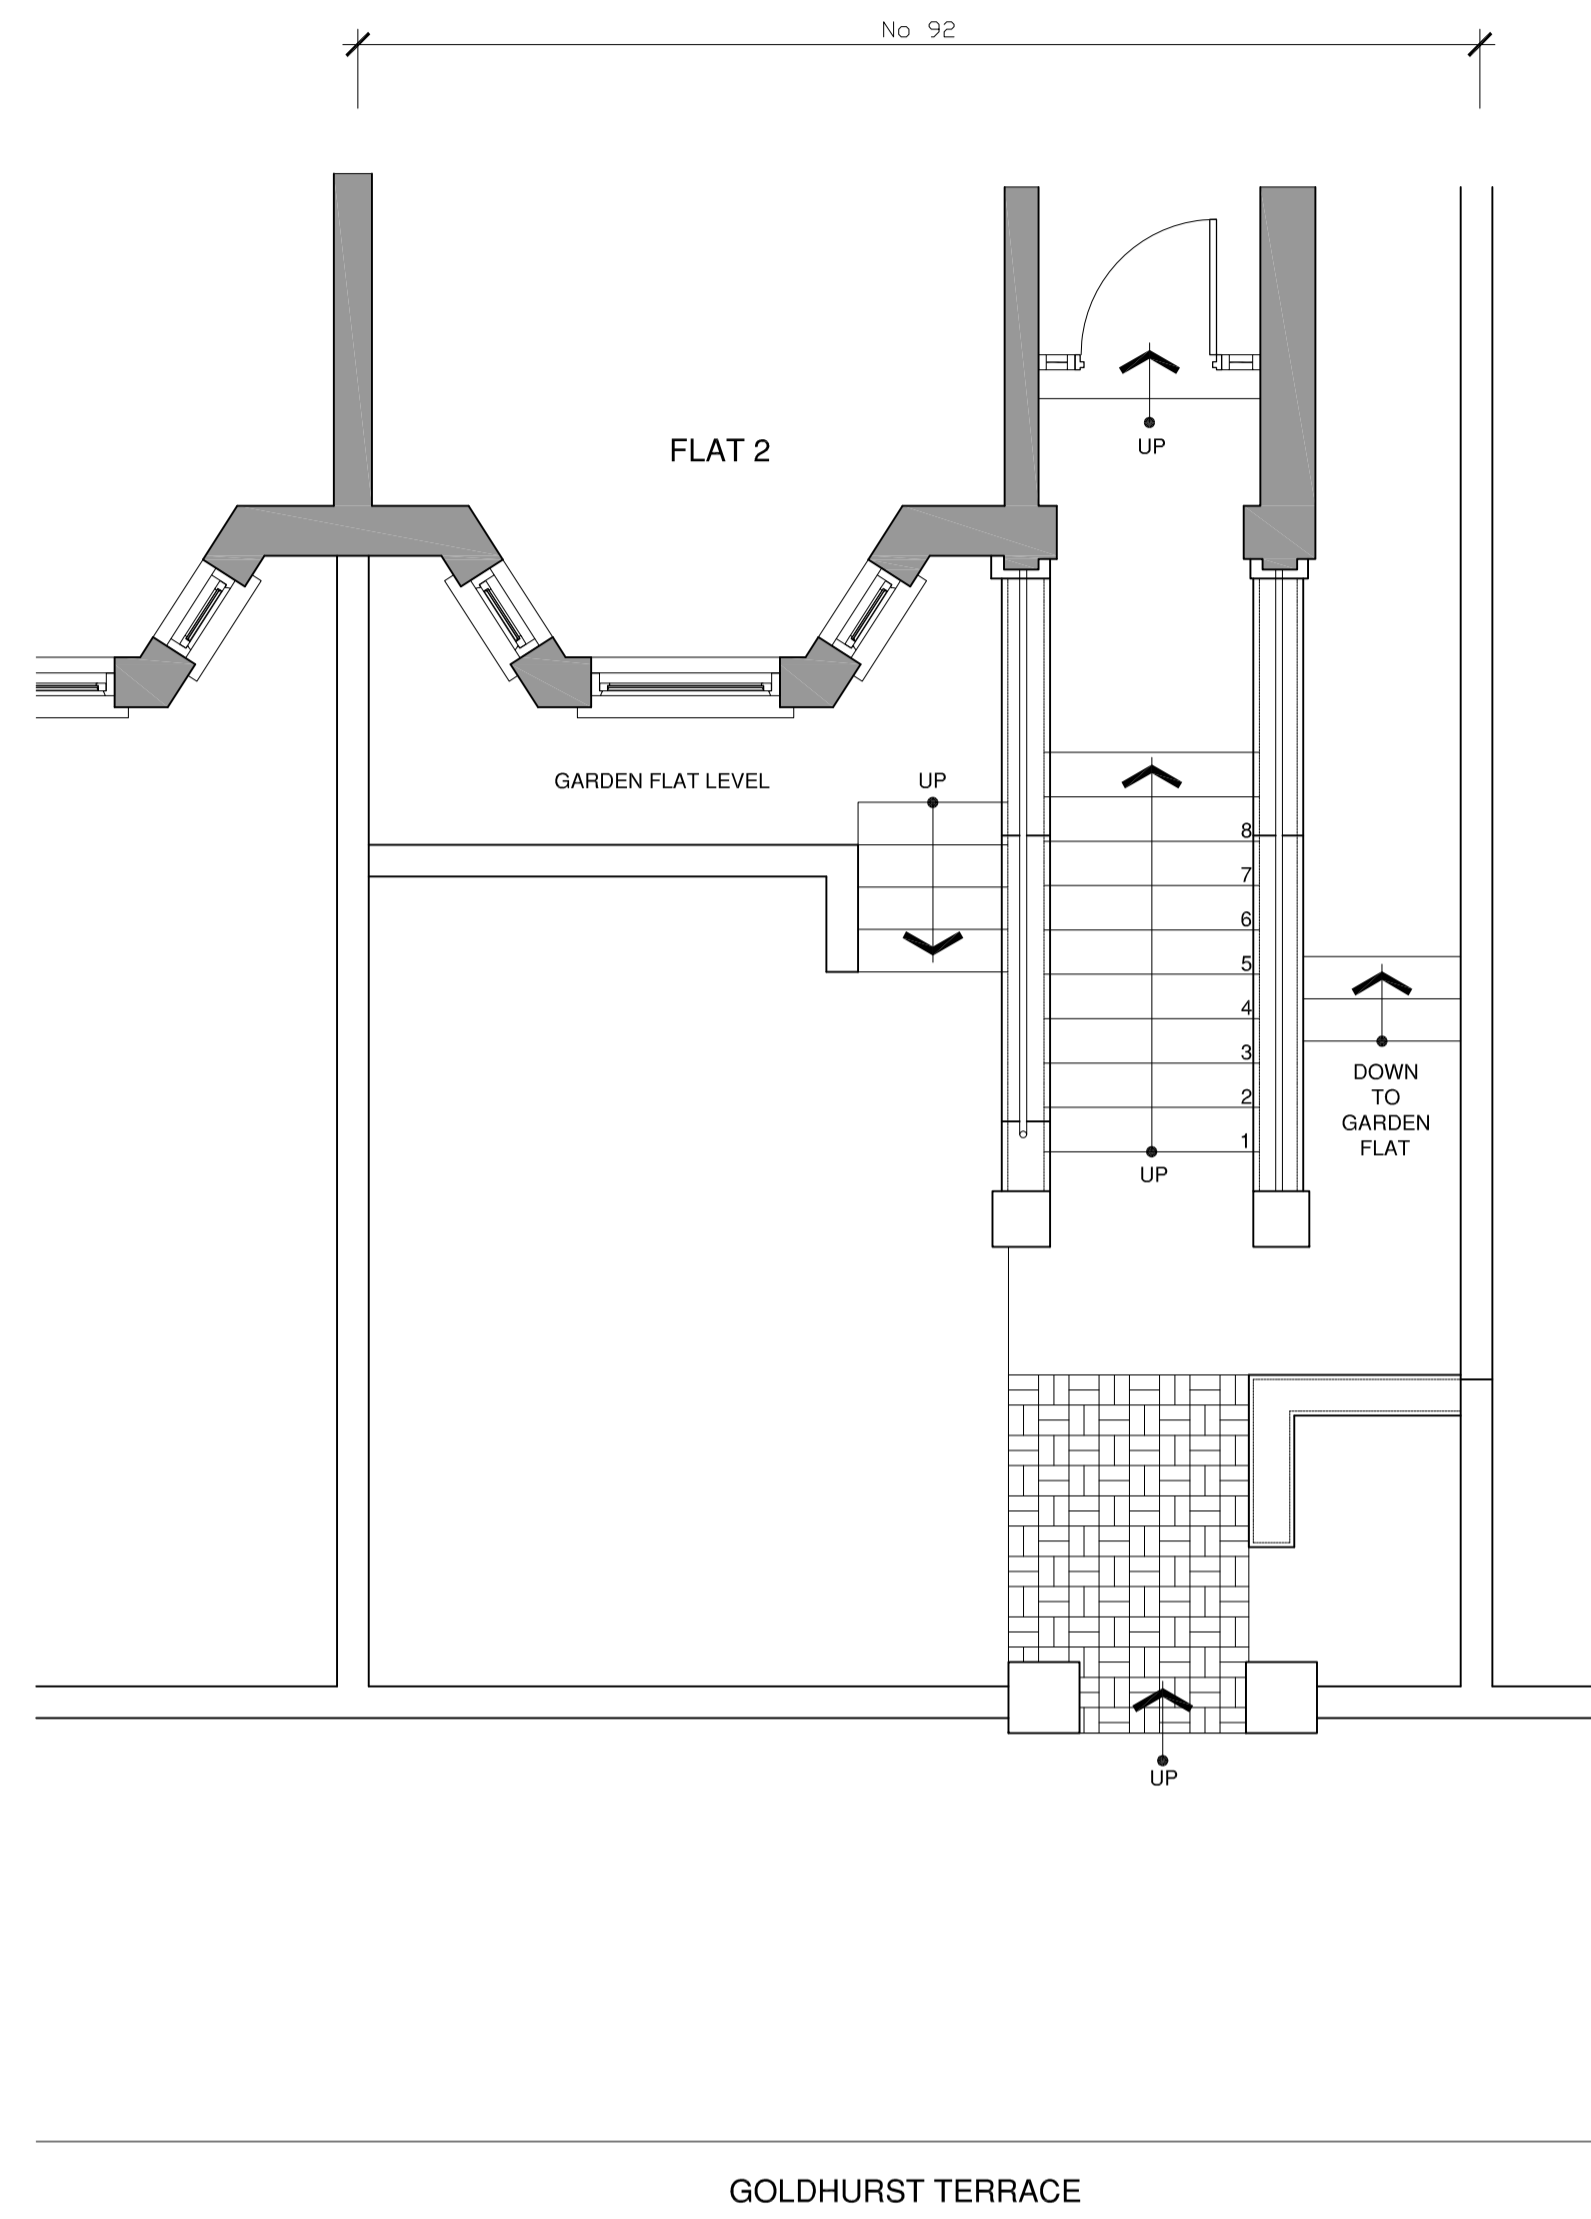 No 92
UP
FLAT 2
GARDEN FLAT LEVEL
UP
8
7
6
5
4
3
2
1
DOWN
TO
GARDEN
FLAT
UP
UP
GOLDHURST TERRACE